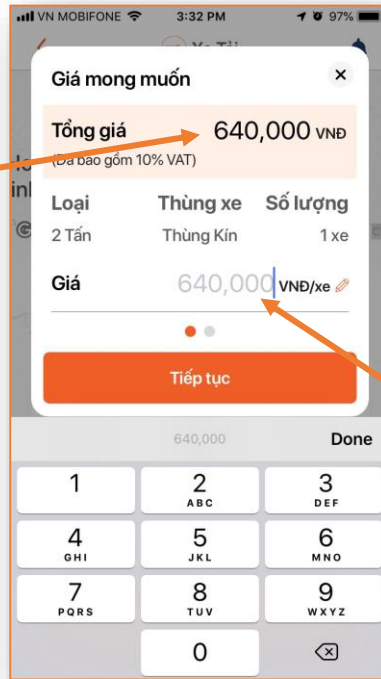 VN MOBIFONE 3:32 PM 97%
Xe Tải
Giá mong muốn ×
Tổng giá 640,000 VNĐ
(Đã bao gồm 10% VAT)
Loại Thùng xe Số lượng
2 Tấn Thùng Kín 1 xe
Giá 640,000 VNĐ/xe
Tiếp tục
640,000 Done
1 2 3
ABC DEF
4 5 6
GHI JKL MNO
7 8 9
PQRS TUV WXYZ
0